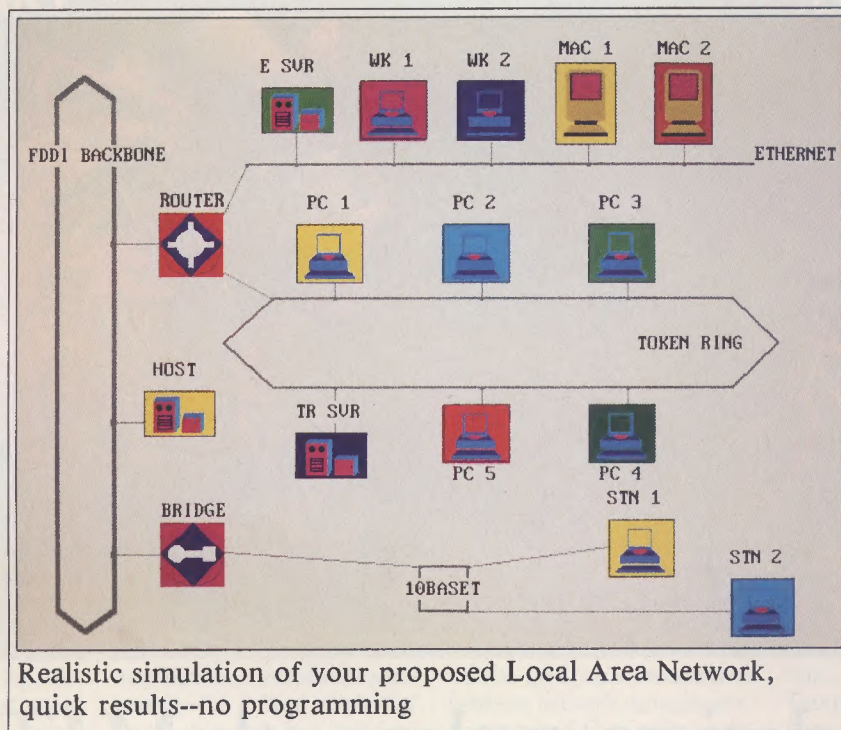 E SVR
WK 1
WK 2
MAC 1
MAC 2
FDDI BACKBONE
ETHERNET
ROUTER
PC 1
PC 2
PC 3
TOKEN RING
HOST
TR SVR
PC 5
PC 4
BRIDGE
STN 1
10BASET
STN 2
Realistic simulation of your proposed Local Area Network,
quick results--no programming